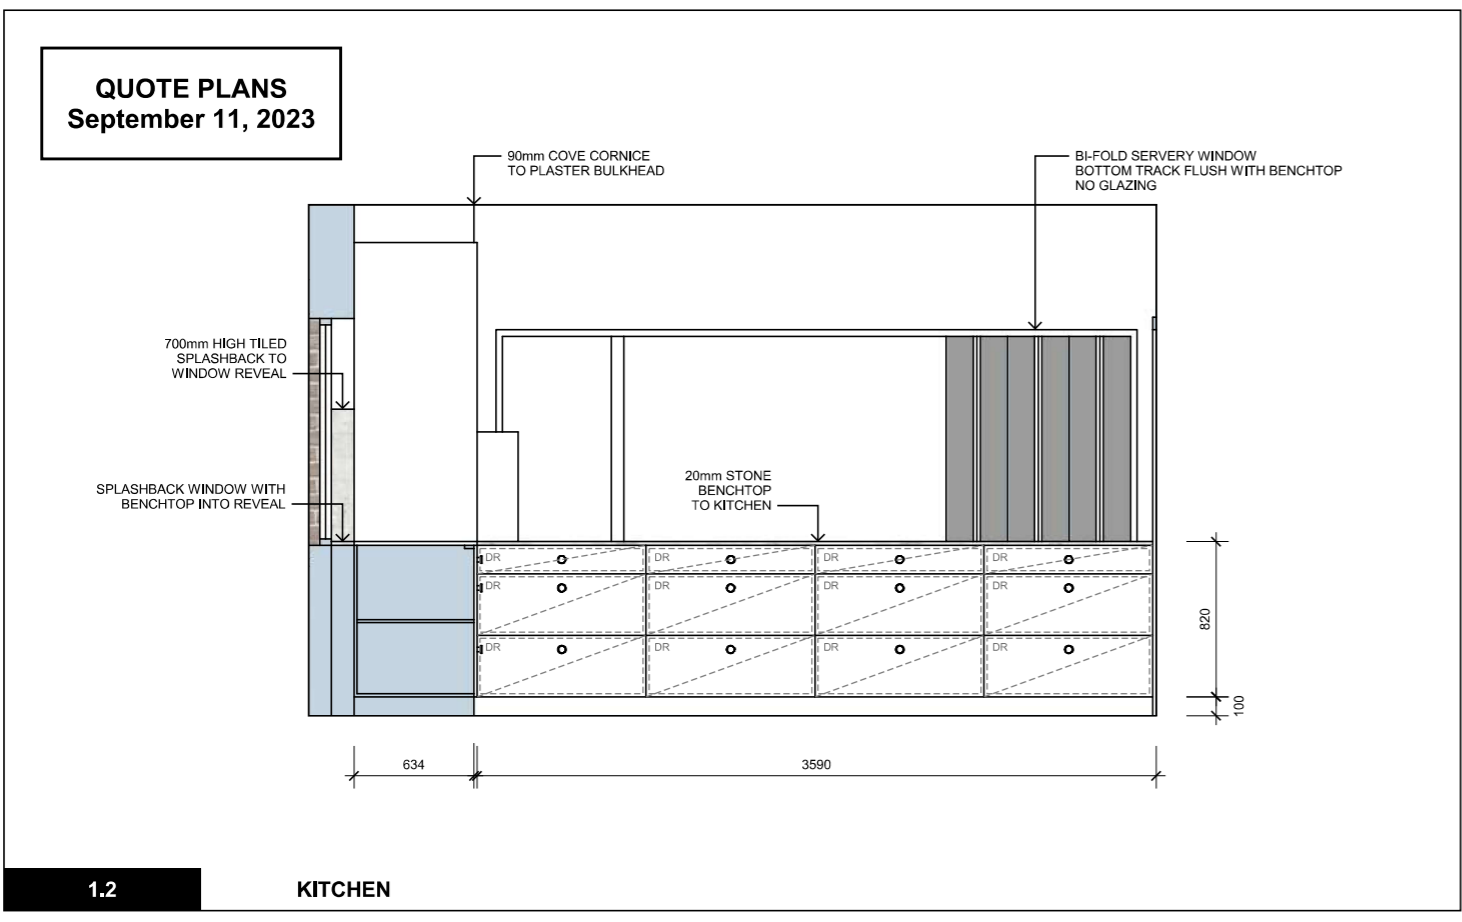 QUOTE PLANS
September 11, 2023
90mm COVE CORNICE
TO PLASTER BULKHEAD
BI-FOLD SERVERY WINDOW
BOTTOM TRACK FLUSH WITH BENCHTOP
NO GLAZING
700mm HIGH TILED
SPLASHBACK TO
WINDOW REVEAL
SPLASHBACK WINDOW WITH
BENCHTOP INTO REVEAL
20mm STONE
BENCHTOP
TO KITCHEN
DR DR DR DR
DR DR DR DR
DR DR DR DR
820
100
634
3590
1.2
KITCHEN